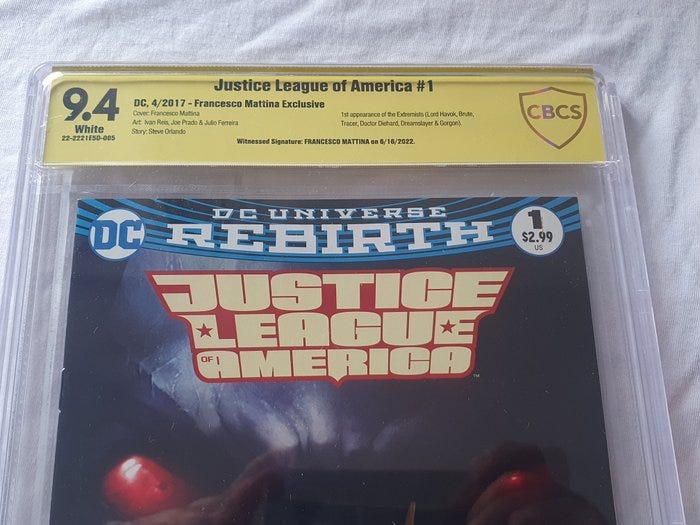 Justice League of America #1
9.4
White
22-2221E5D-005
DC, 4/2017 - Francesco Mattina Exclusive
Cover: Francesco Mattina
Art: Ivan Reis, Joe Prado & Julio Ferreira
Story: Steve Orlando
1st appearance of the Extremists (Lord Havok, Brute,
Tracer, Doctor Diehard, Dreamslayer & Gorgon).
Witnessed Signature: FRANCESCO MATTINA on 6/16/2022.
CBCS
DC UNIVERSE
REBIRTH
DC
1
$2.99
US
JUSTICE
LEAGUE
OF AMERICA
TM